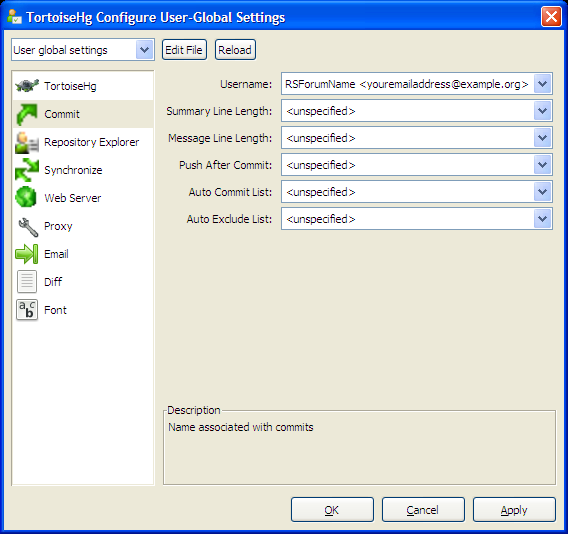 TortoiseHg Configure User-Global Settings
User global settings
Edit File
Reload
TortoiseHg
Commit
Repository Explorer
Synchronize
Web Server
Proxy
Email
Diff
Font
Username: RSForumName <youremailaddress@example.org>
Summary Line Length: <unspecified>
Message Line Length: <unspecified>
Push After Commit: <unspecified>
Auto Commit List: <unspecified>
Auto Exclude List: <unspecified>
Description
Name associated with commits
OK
Cancel
Apply